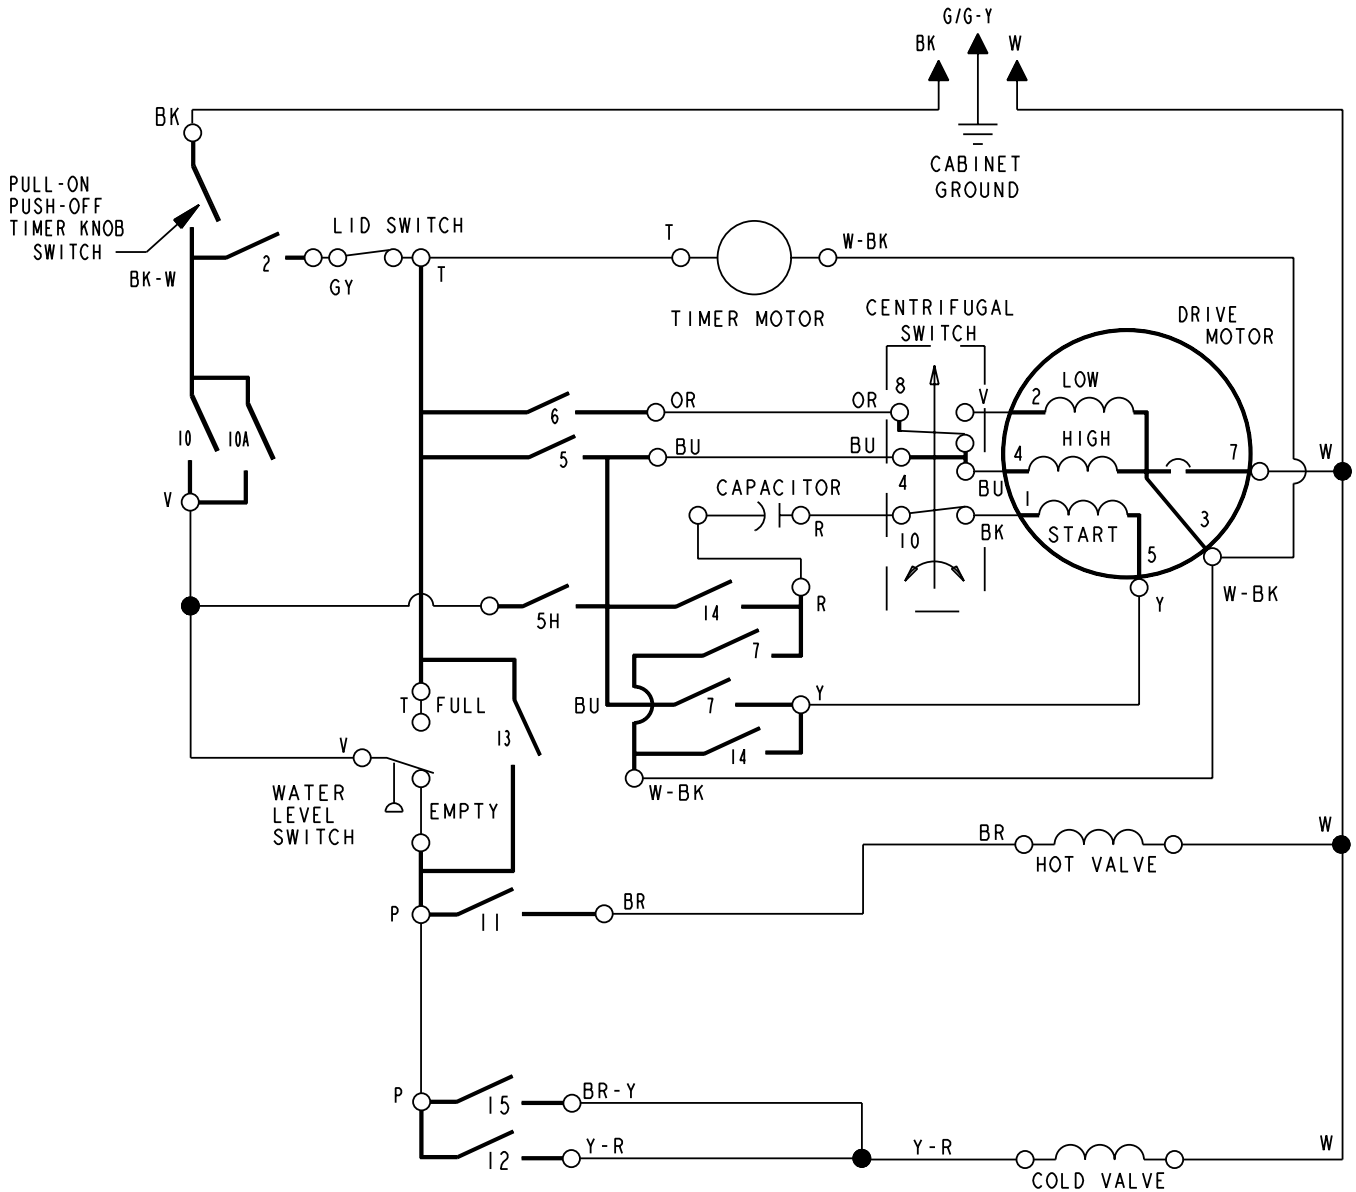 G/G-Y
BK
W
BK
CABINET
GROUND
PULL-ON
PUSH-OFF
TIMER KNOB
SWITCH
LID SWITCH
T
W-BK
2
BK-W
GY
T
TIMER MOTOR
CENTRIFUGAL
SWITCH
DRIVE
MOTOR
LOW
8
2
V
OR
OR
6
HIGH
10
10A
BU
BU
5
4
7
W
4
BU
CAPACITOR
1
V
R
10
BK
START
3
5
W-BK
Y
R
14
5H
7
T
FULL
BU
7
Y
13
V
14
W-BK
WATER
LEVEL
SWITCH
EMPTY
BR
W
HOT VALVE
P
BR
11
P
BR-Y
15
Y-R
Y-R
W
12
COLD VALVE